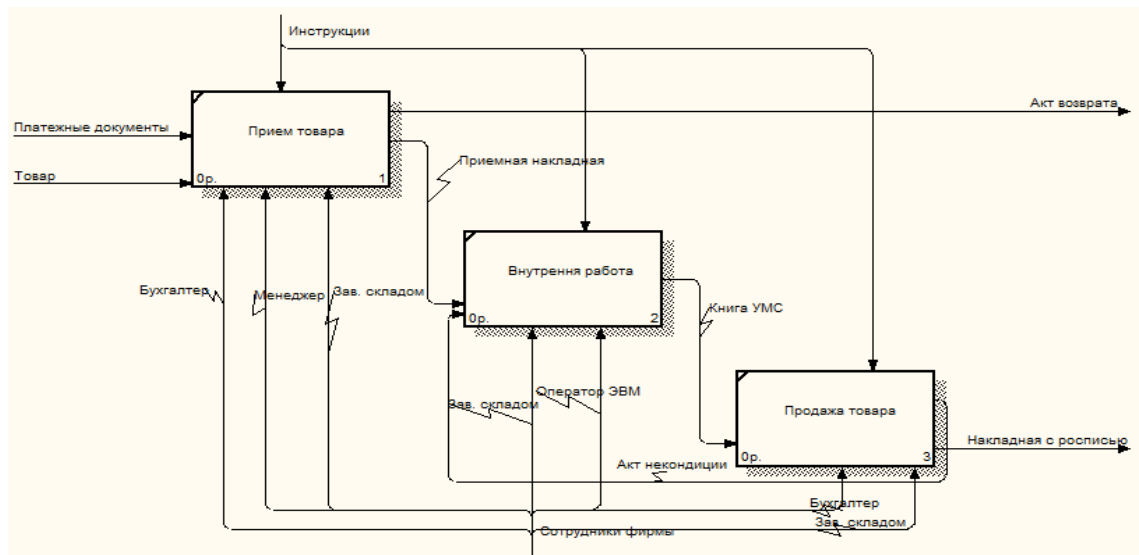 Инструкции
Акт возврата
Платежные документы
Прием товара
Приемная накладная
Товар
0р.
1
Внутрення работа
Бухгалтер
Менеджер
Зав. складом
Книга УМС
0р.
2
Оператор ЭВМ
Зав. складом
Продажа товара
Накладная с росписью
Акт некондиции
0р.
3
Бухгалтер
Зав. складом
Сотрудники фирмы